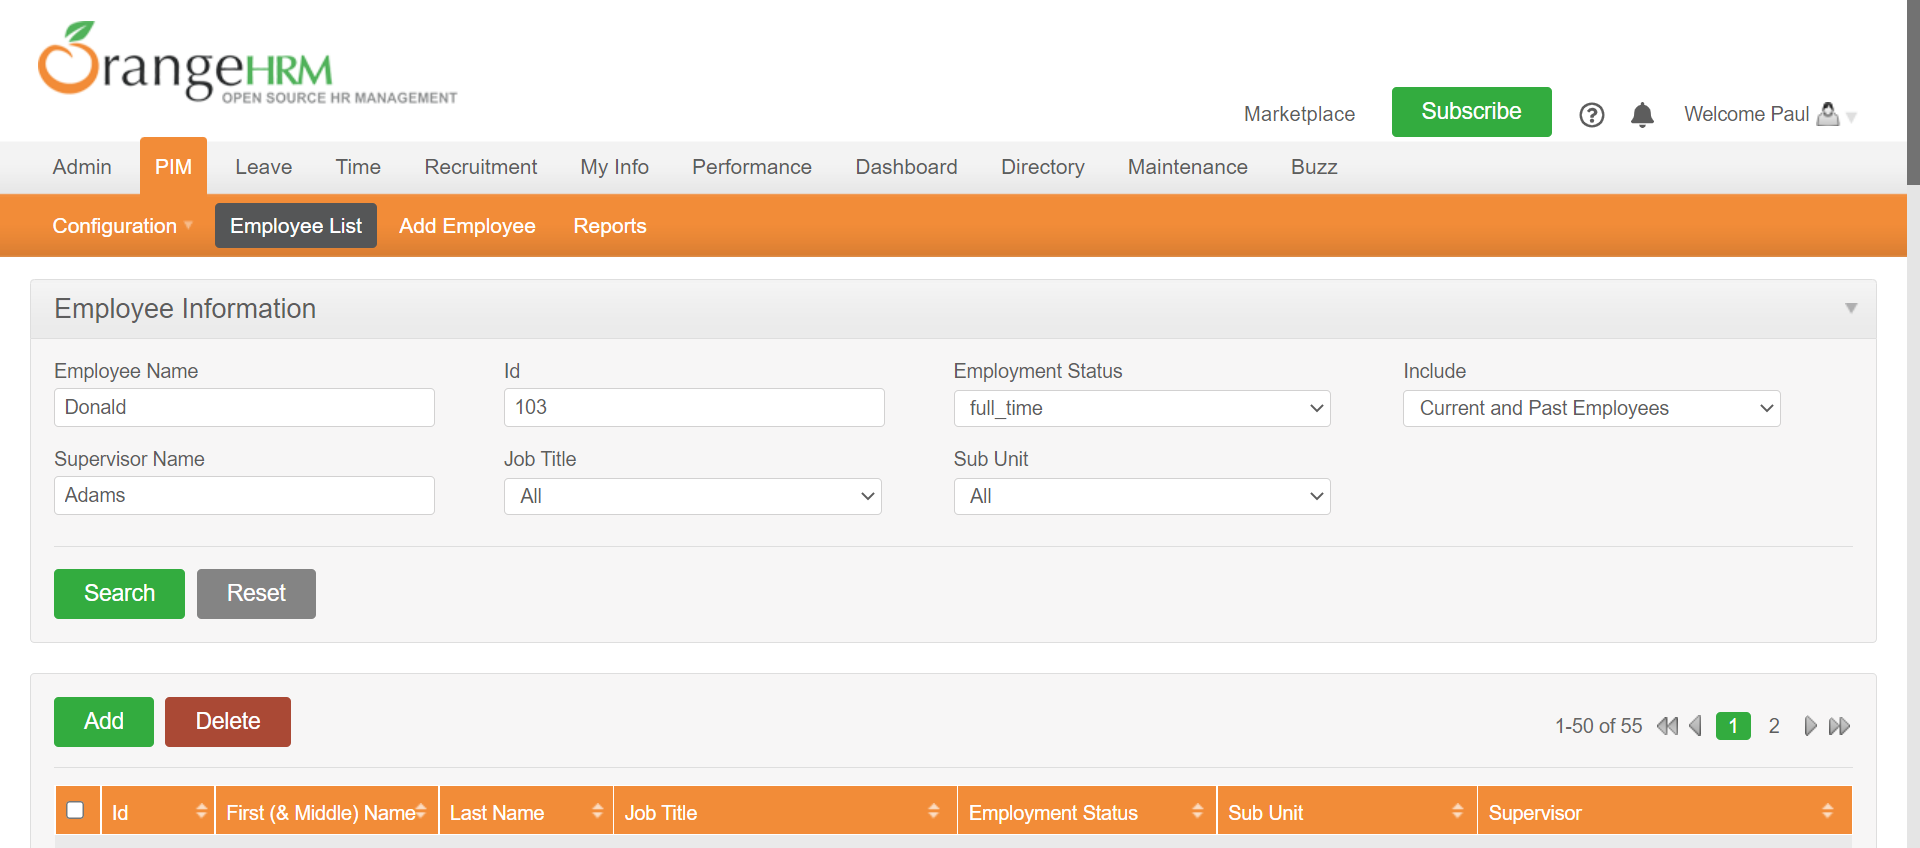 OrangeHRM
OPEN SOURCE HR MANAGEMENT
Marketplace Subscribe Welcome Paul
Admin PIM Leave Time Recruitment My Info Performance Dashboard Directory Maintenance Buzz
Configuration Employee List Add Employee Reports
Employee Information
Employee Name Id Employment Status Include
Donald 103 full_time Current and Past Employees
Supervisor Name Job Title Sub Unit
Adams All All
Search Reset
Add Delete 1-50 of 55 1 2
Id First (& Middle) Name Last Name Job Title Employment Status Sub Unit Supervisor